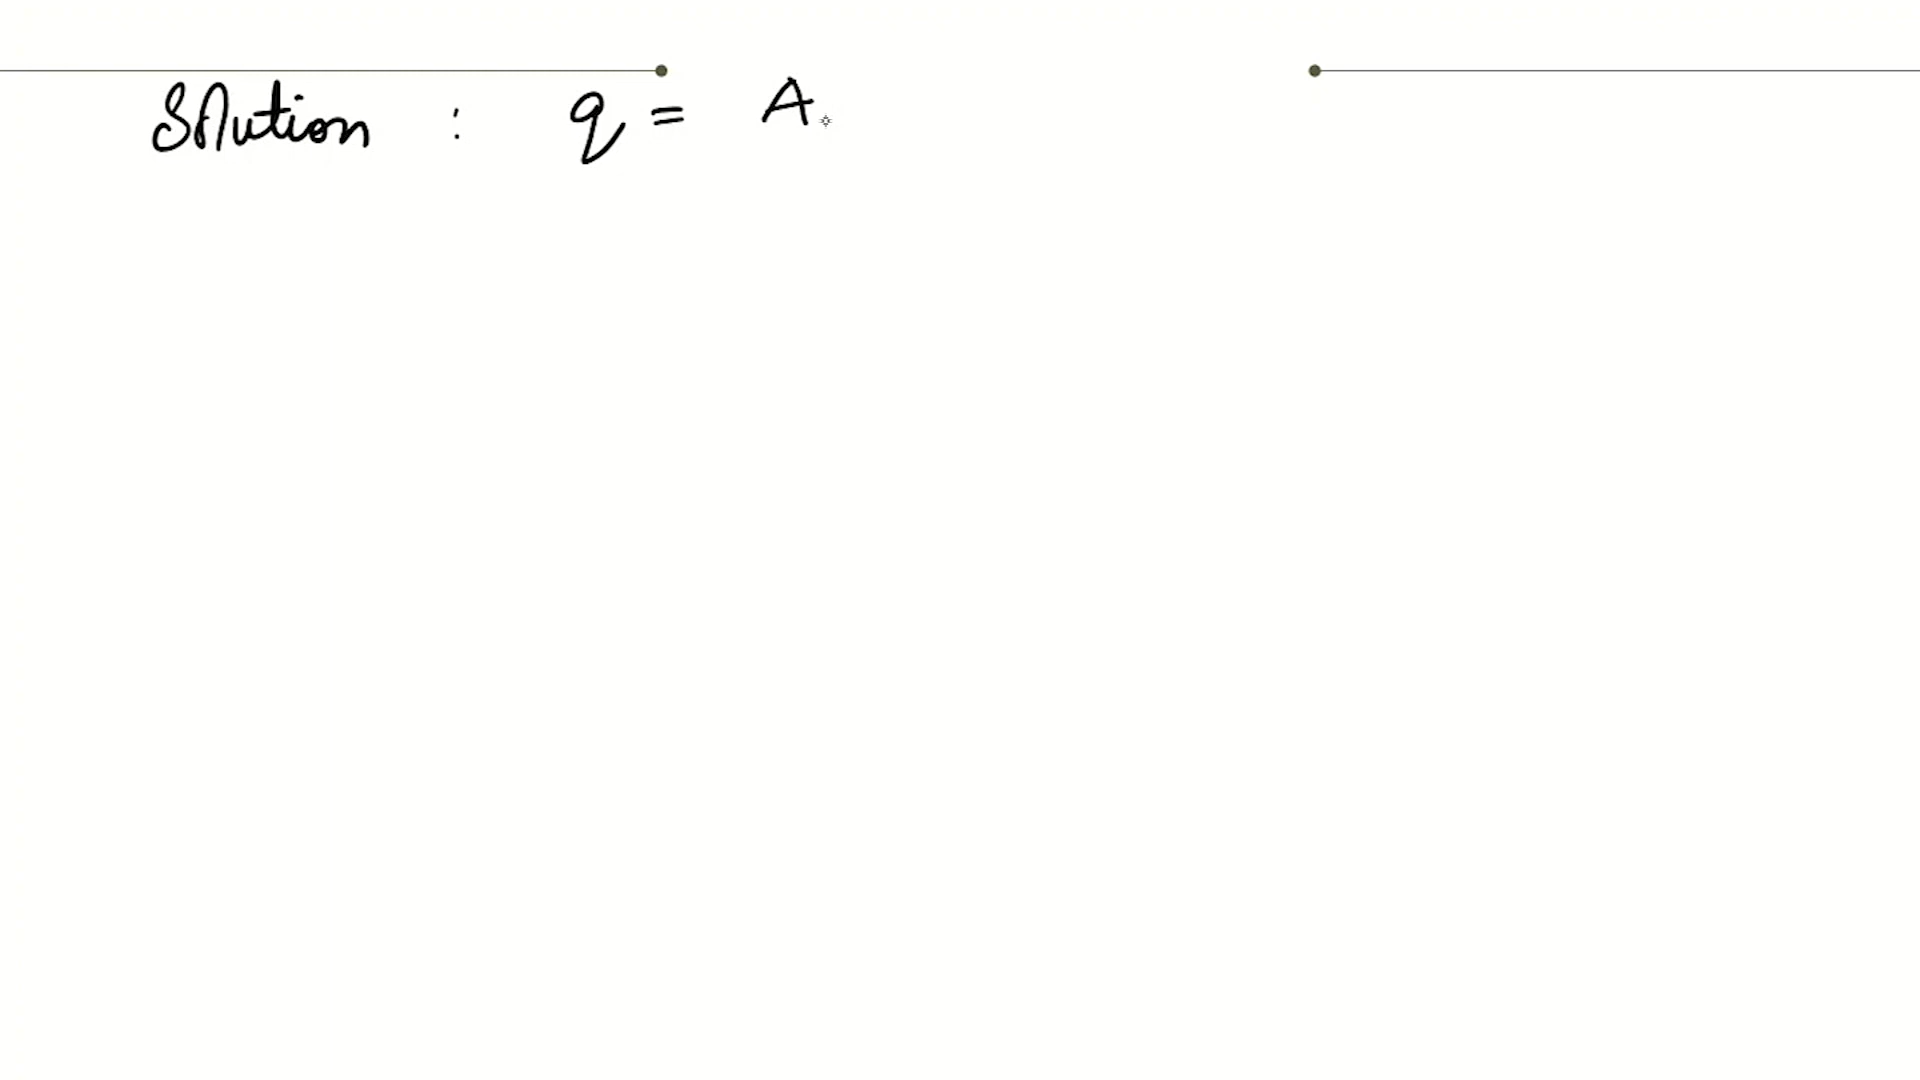 Solution : q = A